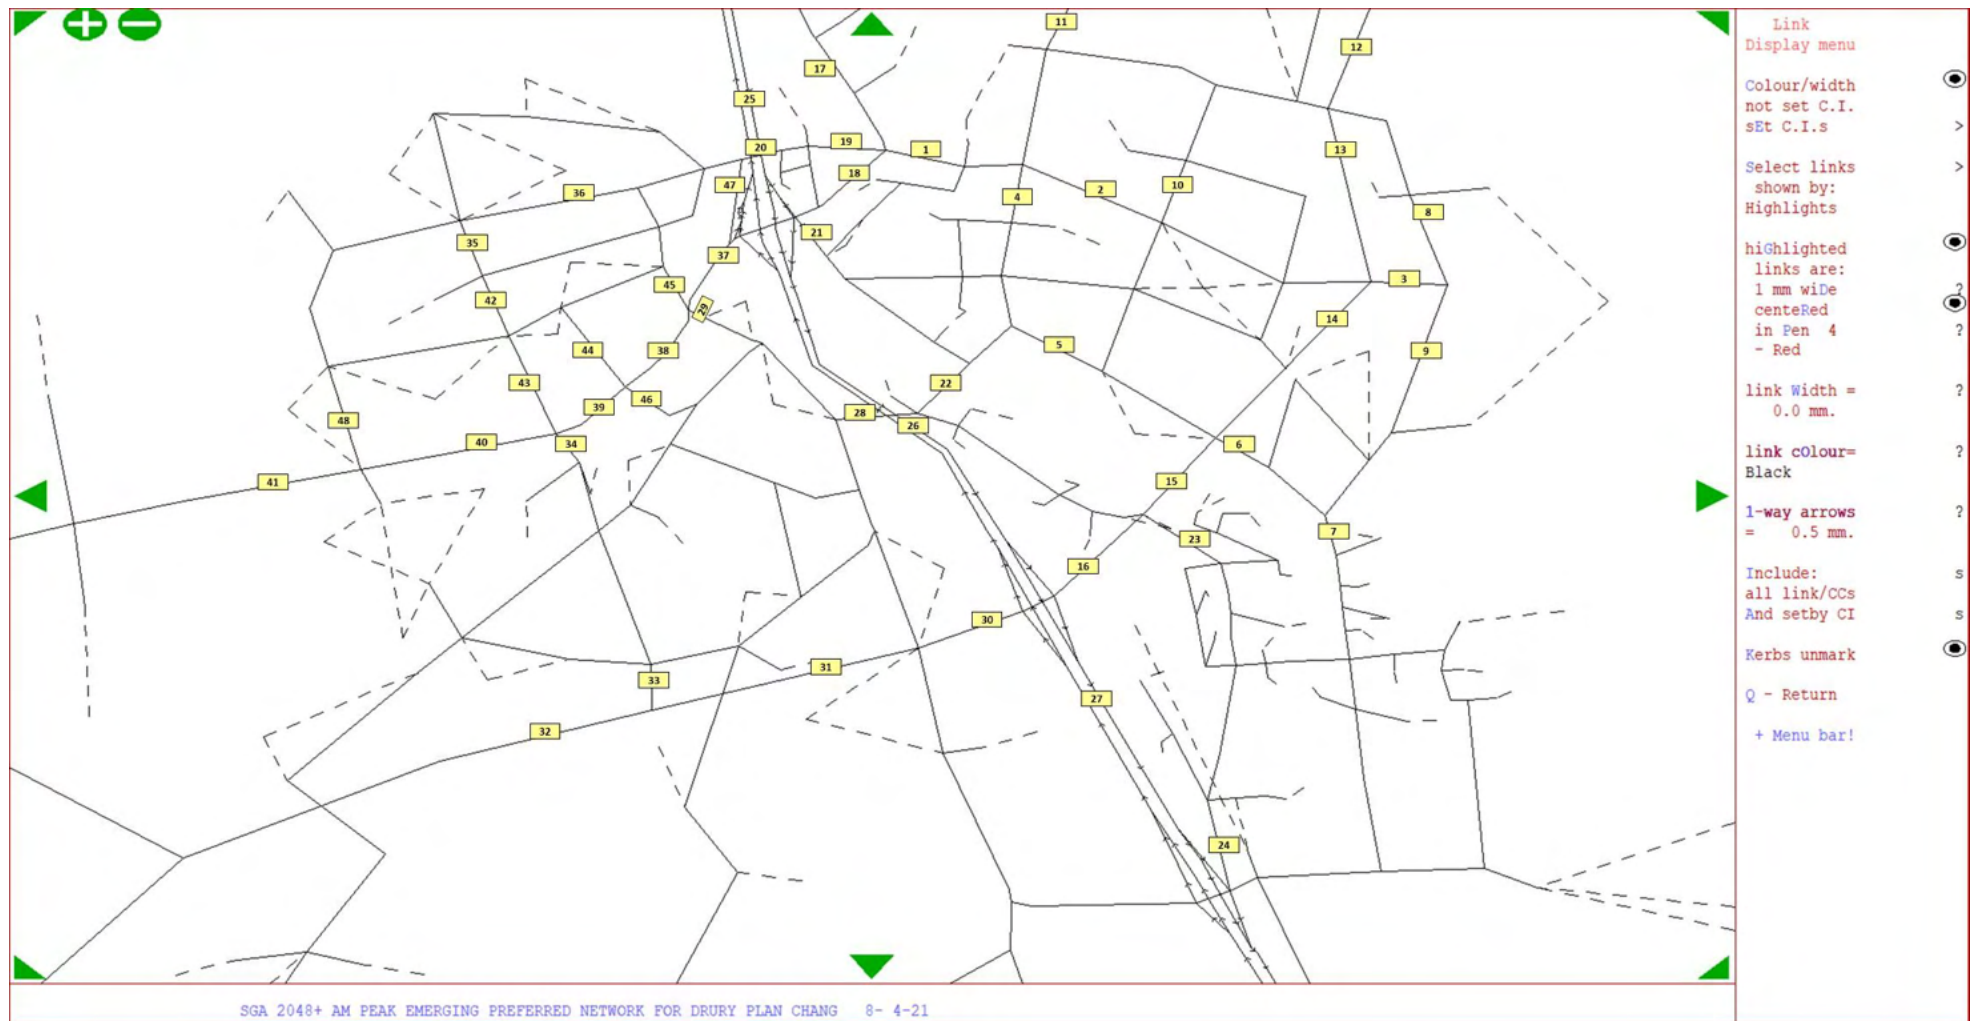 11
12
17
25
20
19
1
13
18
47
36
2
10
4
8
21
35
37
3
45
42
29
14
5
44
38
9
43
22
46
39
28
48
26
40
34
6
41
15
7
23
16
30
31
33
27
32
24
SGA 2048+ AM PEAK EMERGING PREFERRED NETWORK FOR DRURY PLAN CHANG 8- 4-21
Link
Display menu
Colour/width
not set C.I.
sEt C.I.s >
Select links >
shown by:
Highlights
hiGhlighted
links are:
1 mm wiDe ?
centeRed
in Pen 4 ?
- Red
link Width = ?
0.0 mm.
link cOlour= ?
Black
1-way arrows ?
= 0.5 mm.
Include: s
all link/CCs
And setby CI s
Kerbs unmark
Q - Return
+ Menu bar!